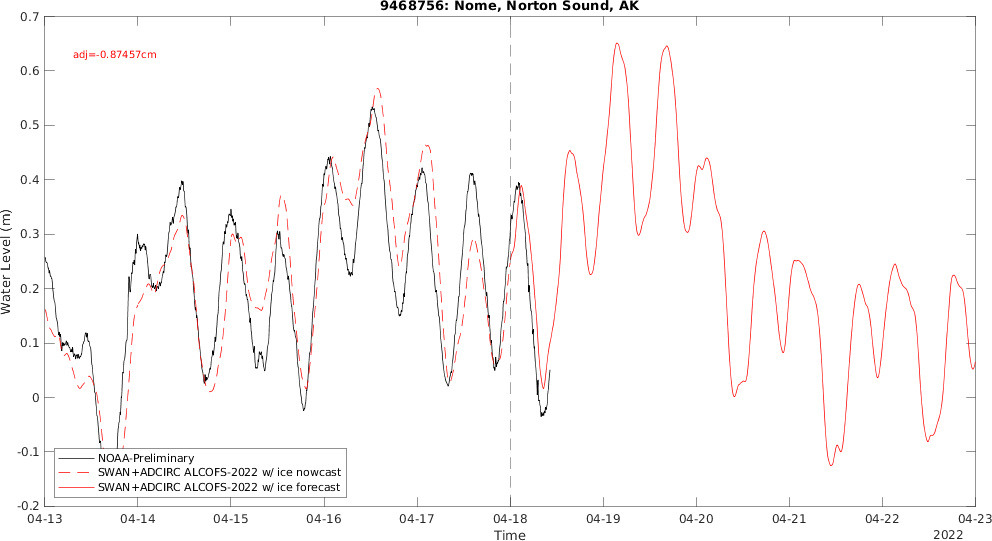 9468756: Nome, Norton Sound, AK
adj=-0.87457cm
Water Level (m)
0.7
0.6
0.5
0.4
0.3
0.2
0.1
0
-0.1
-0.2
NOAA-Preliminary
SWAN+ADCIRC ALCOFS-2022 w/ ice nowcast
SWAN+ADCIRC ALCOFS-2022 w/ ice forecast
04-13 04-14 04-15 04-16 04-17 04-18 04-19 04-20 04-21 04-22 04-23
Time
2022